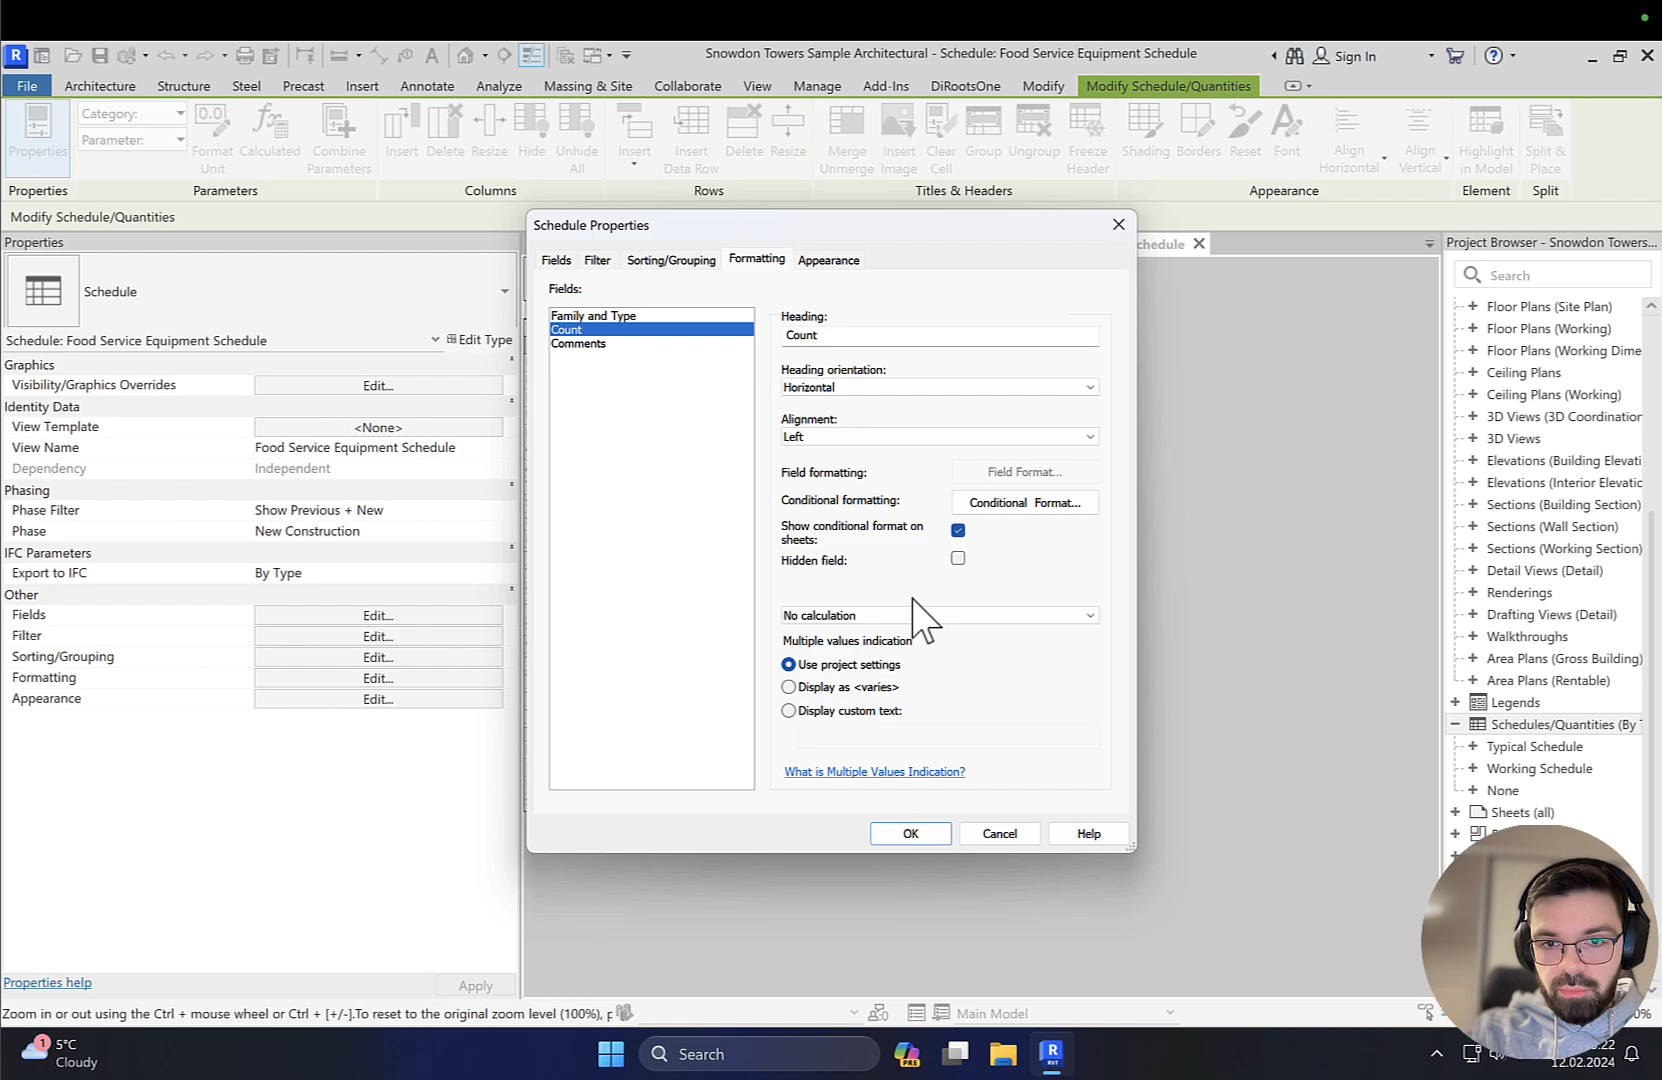 Snowdon Towers Sample Architectural - Schedule: Food Service Equipment Schedule
Sign In
File Architecture Structure Steel Precast Insert Annotate Analyze Massing & Site Collaborate View Manage Add-Ins DiRootsOne Modify Modify Schedule/Quantities
Category:
Parameter:
Properties
Format Unit
Calculated
Combine Parameters
Insert Delete Resize Hide Unhide All
Insert
Insert Data Row
Delete Resize
Merge Unmerge
Insert Image
Clear Cell
Group Ungroup
Freeze Header
Shading Borders Reset Font
Align Horizontal
Align Vertical
Highlight in Model
Split & Place
Properties Parameters Columns Rows Titles & Headers Appearance Element Split
Modify Schedule/Quantities
Properties
Schedule
Schedule: Food Service Equipment Schedule
Edit Type
Graphics
Visibility/Graphics Overrides Edit...
Identity Data
View Template <None>
View Name Food Service Equipment Schedule
Dependency Independent
Phasing
Phase Filter Show Previous + New
Phase New Construction
IFC Parameters
Export to IFC By Type
Other
Fields Edit...
Filter Edit...
Sorting/Grouping Edit...
Formatting Edit...
Appearance Edit...
Properties help
Apply
Schedule Properties
Fields Filter Sorting/Grouping Formatting Appearance
Fields:
Family and Type
Count
Comments
Heading:
Count
Heading orientation:
Horizontal
Alignment:
Left
Field formatting: Field Format...
Conditional formatting: Conditional Format...
Show conditional format on sheets:
Hidden field:
No calculation
Multiple values indication
Use project settings
Display as <varies>
Display custom text:
What is Multiple Values Indication?
OK Cancel Help
chedule
Project Browser - Snowdon Towers...
Search
Floor Plans (Site Plan)
Floor Plans (Working)
Floor Plans (Working Dime
Ceiling Plans
Ceiling Plans (Working)
3D Views (3D Coordination
3D Views
Elevations (Building Elevati
Elevations (Interior Elevatio
Sections (Building Section)
Sections (Wall Section)
Sections (Working Section)
Detail Views (Detail)
Renderings
Drafting Views (Detail)
Walkthroughs
Area Plans (Gross Building)
Area Plans (Rentable)
Legends
Schedules/Quantities (By T
Typical Schedule
Working Schedule
None
Sheets (all)
Zoom in or out using the Ctrl + mouse wheel or Ctrl + [+/-].To reset to the original zoom level (100%), p
Main Model
0%
1
5°C
Cloudy
Search
PRE
R
RVT
:22
12.02.2024